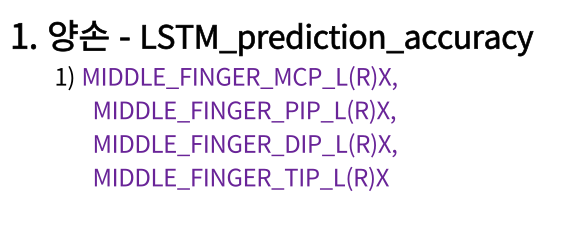 1. 양손 - LSTM_prediction_accuracy
1) MIDDLE_FINGER_MCP_L(R)X,
MIDDLE_FINGER_PIP_L(R)X,
MIDDLE_FINGER_DIP_L(R)X,
MIDDLE_FINGER_TIP_L(R)X